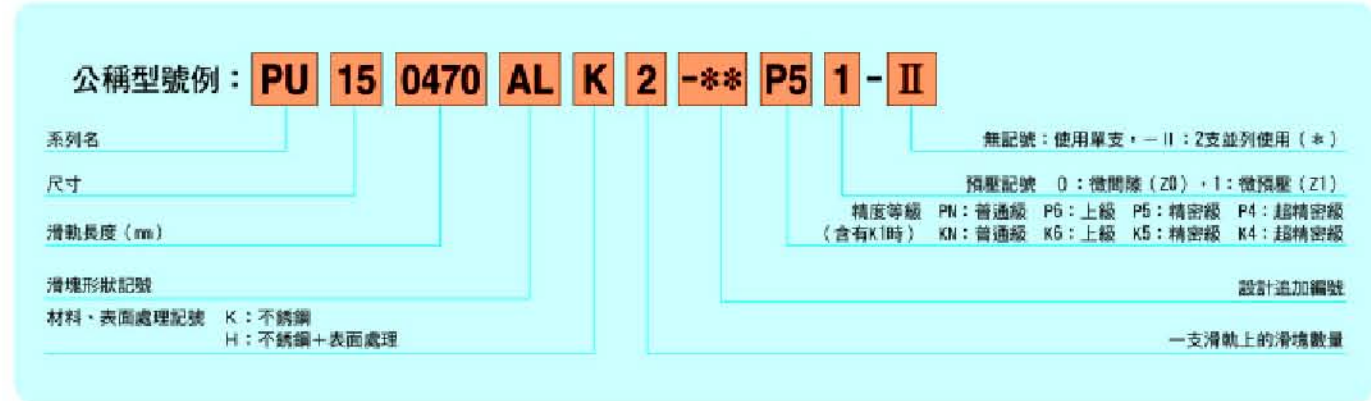 公稱型號例：PU 15 0470 AL K 2 -** P5 1 - II
系列名
無記號：使用單支，－II：2支並列使用（*）
尺寸
預壓記號 0：微間隙（Z0），1：微預壓（Z1）
精度等級 PN：普通級 P6：上級 P5：精密級 P4：超精密級
滑軌長度（mm）
（含有K1時） KN：普通級 K6：上級 K5：精密級 K4：超精密級
滑塊形狀記號
設計追加編號
材料、表面處理記號 K：不銹鋼
H：不銹鋼＋表面處理
一支滑軌上的滑塊數量